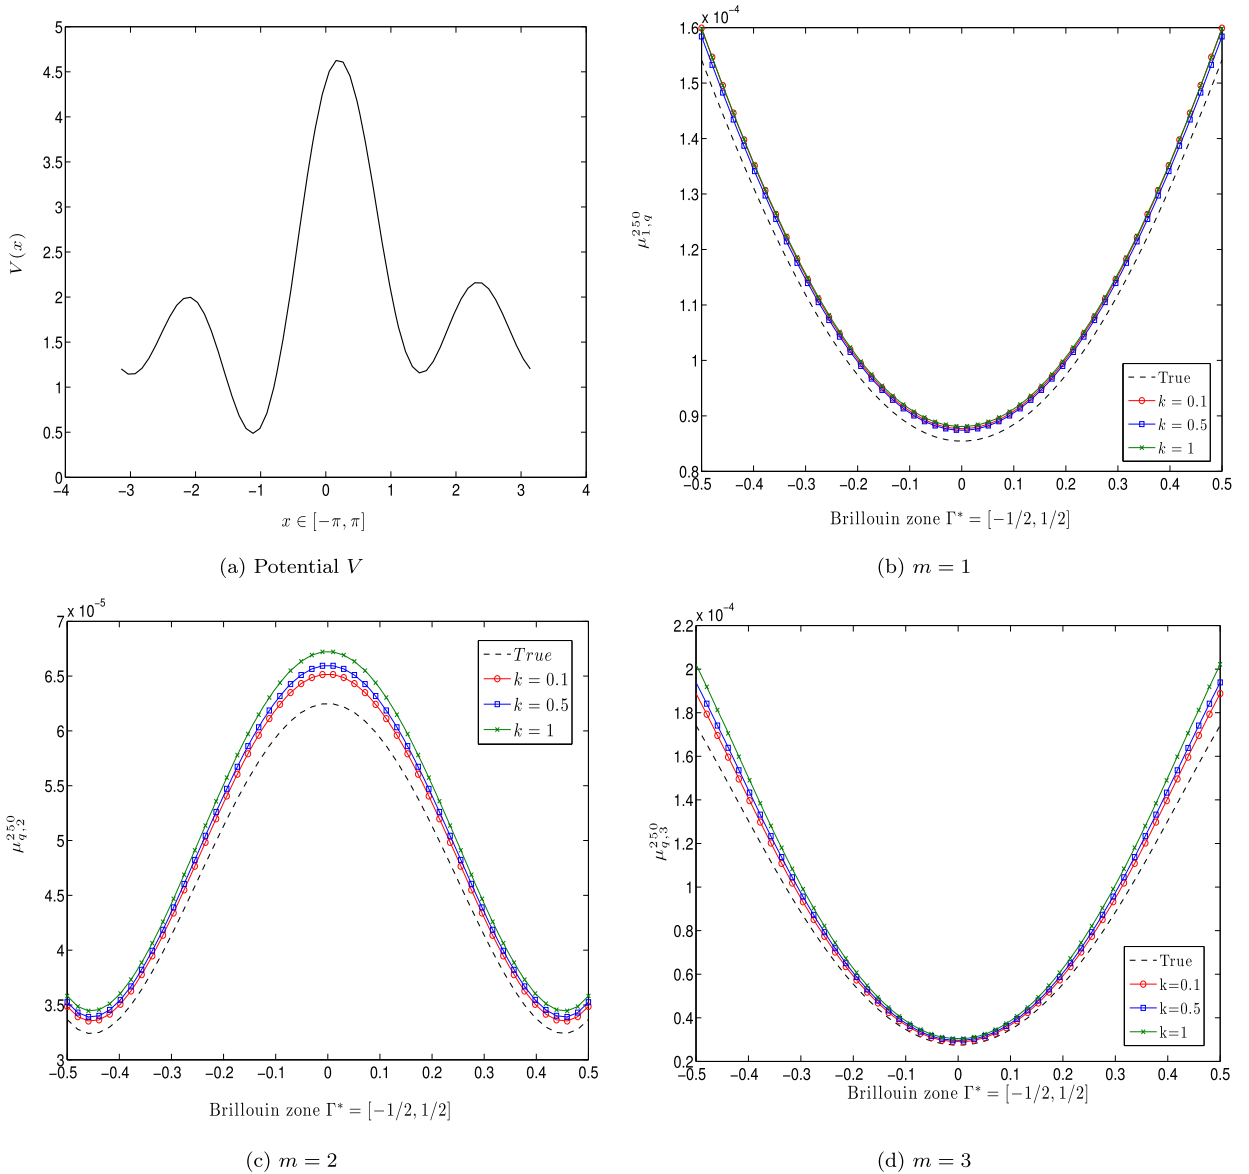 5
4.5
4
3.5
3
2.5
2
1.5
1
0.5
0
−4 −3 −2 −1 0 1 2 3 4
V(x)
x ∈ [−π, π]
(a) Potential V
x 10⁻⁴
1.6
1.5
1.4
1.3
1.2
1.1
1
0.9
0.8
−0.5 −0.4 −0.3 −0.2 −0.1 0 0.1 0.2 0.3 0.4 0.5
μ²⁵⁰₁,q
True
k = 0.1
k = 0.5
k = 1
Brillouin zone Γ* = [−1/2, 1/2]
(b) m = 1
x 10⁻⁵
7
6.5
6
5.5
5
4.5
4
3.5
3
−0.5 −0.4 −0.3 −0.2 −0.1 0 0.1 0.2 0.3 0.4 0.5
μ²⁵⁰q,2
True
k = 0.1
k = 0.5
k = 1
Brillouin zone Γ* = [−1/2, 1/2]
(c) m = 2
x 10⁻⁴
2.2
2
1.8
1.6
1.4
1.2
1
0.8
0.6
0.4
0.2
−0.5 −0.4 −0.3 −0.2 −0.1 0 0.1 0.2 0.3 0.4 0.5
μ²⁵⁰q,3
True
k=0.1
k=0.5
k=1
Brillouin zone Γ* = [−1/2, 1/2]
(d) m = 3